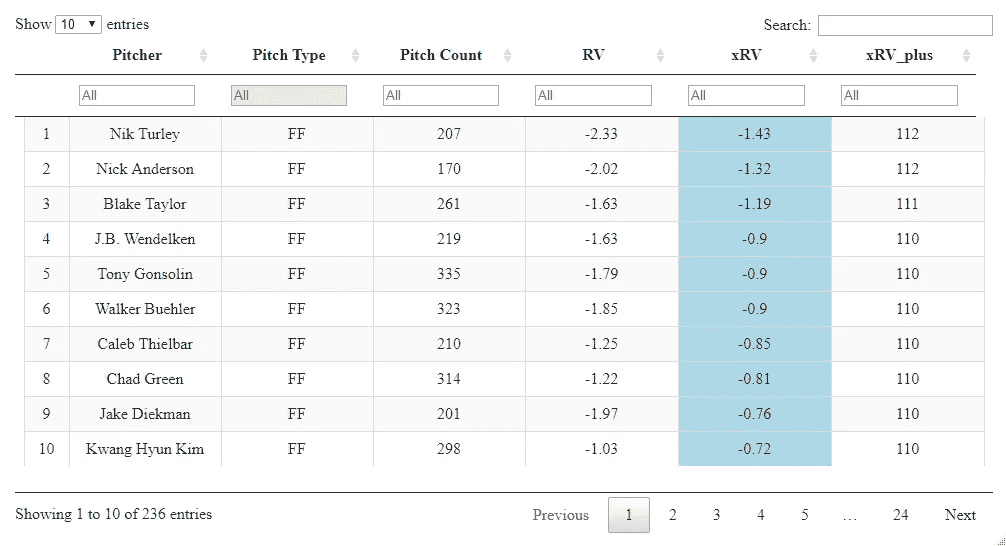 Show 10 entries Search:
Pitcher Pitch Type Pitch Count RV xRV xRV_plus
All All All All All All
1 Nik Turley FF 207 -2.33 -1.43 112
2 Nick Anderson FF 170 -2.02 -1.32 112
3 Blake Taylor FF 261 -1.63 -1.19 111
4 J.B. Wendelken FF 219 -1.63 -0.9 110
5 Tony Gonsolin FF 335 -1.79 -0.9 110
6 Walker Buehler FF 323 -1.85 -0.9 110
7 Caleb Thielbar FF 210 -1.25 -0.85 110
8 Chad Green FF 314 -1.22 -0.81 110
9 Jake Diekman FF 201 -1.97 -0.76 110
10 Kwang Hyun Kim FF 298 -1.03 -0.72 110
Showing 1 to 10 of 236 entries Previous 1 2 3 4 5 … 24 Next